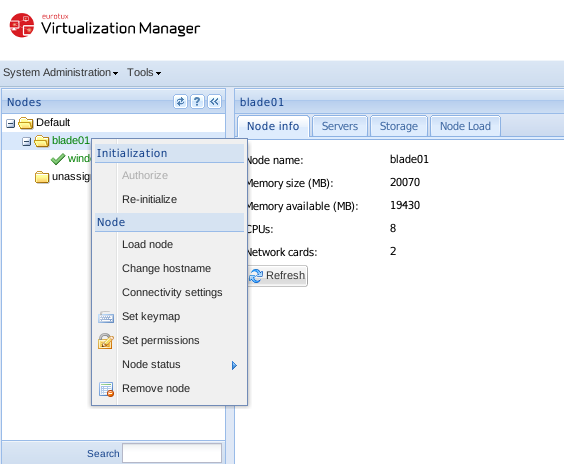 eurotux
Virtualization Manager
System Administration Tools
Nodes
blade01
Default
blade01
unassig
Initialization
Authorize
Re-initialize
Node
Load node
Change hostname
Connectivity settings
Set keymap
Set permissions
Node status
Remove node
Search
Node info Servers Storage Node Load
Node name: blade01
Memory size (MB): 20070
Memory available (MB): 19430
CPUs: 8
Network cards: 2
Refresh